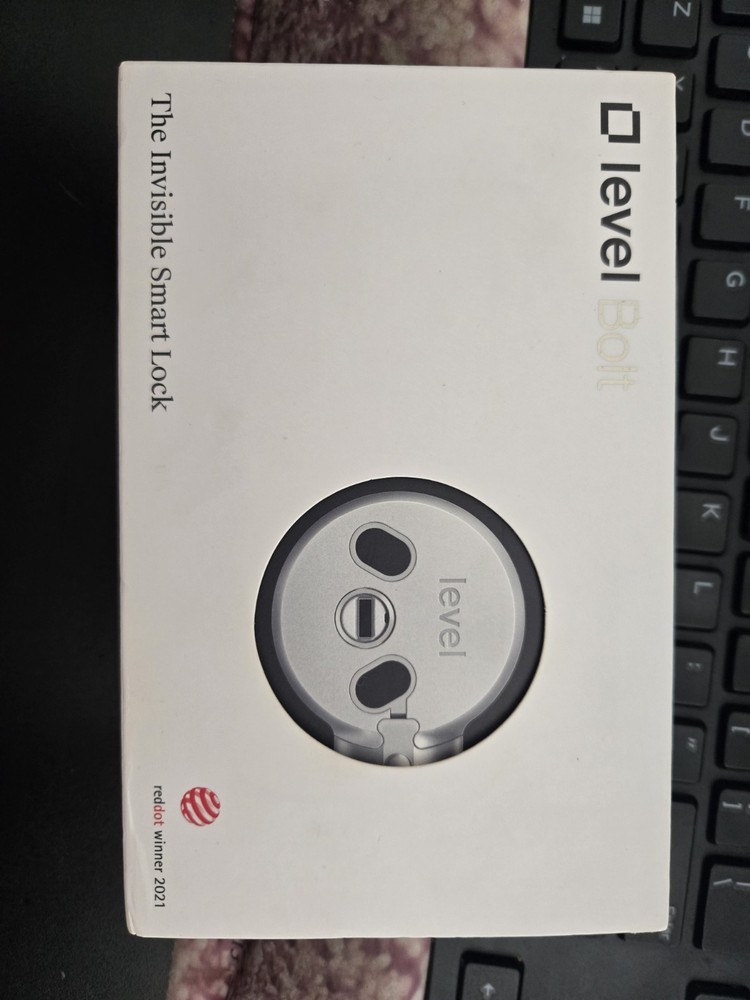 level Bolt
level
The Invisible Smart Lock
reddot winner 2021
Z
X
D
F
G
H
J
K
L